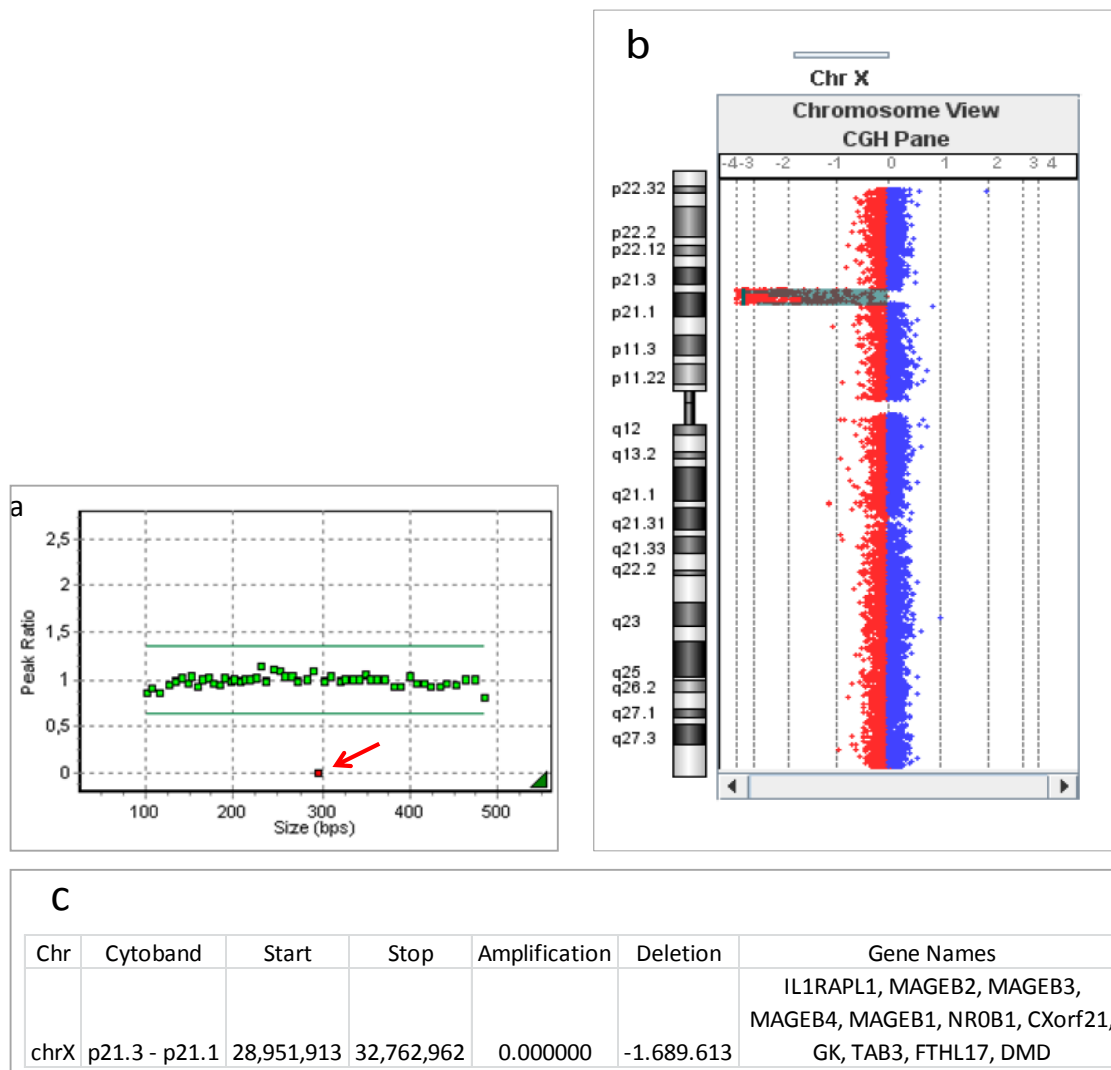 b
Chr X
Chromosome View
CGH Pane
-4 -3 -2 -1 0 1 2 3 4
p22.32
p22.2
p22.12
p21.3
p21.1
p11.3
p11.22
q12
q13.2
q21.1
q21.31
q21.33
q22.2
q23
q25
q26.2
q27.1
q27.3
a
2,5
2
1,5
1
0,5
0
Peak Ratio
100 200 300 400 500
Size (bps)
c
Chr Cytoband Start Stop Amplification Deletion Gene Names
IL1RAPL1, MAGEB2, MAGEB3,
MAGEB4, MAGEB1, NR0B1, CXorf21,
chrX p21.3 - p21.1 28,951,913 32,762,962 0.000000 -1.689.613 GK, TAB3, FTHL17, DMD